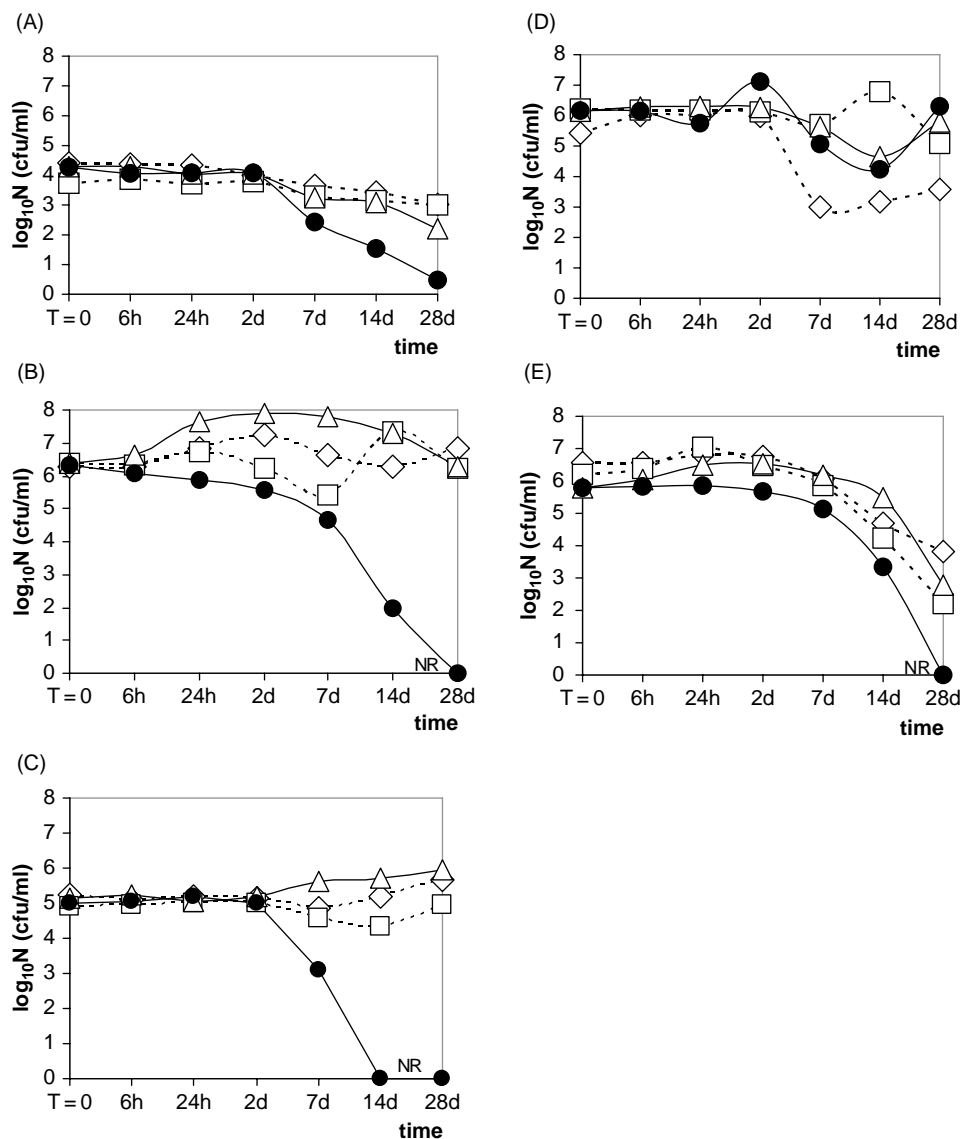 (A)
8
7
6
5
4
3
2
1
0
log10N (cfu/ml)
T = 0 6h 24h 2d 7d 14d 28d
time
(D)
8
7
6
5
4
3
2
1
0
log10N (cfu/ml)
T = 0 6h 24h 2d 7d 14d 28d
time
(B)
8
7
6
5
4
3
2
1
0
log10N (cfu/ml)
NR
T = 0 6h 24h 2d 7d 14d 28d
time
(E)
8
7
6
5
4
3
2
1
0
log10N (cfu/ml)
NR
T = 0 6h 24h 2d 7d 14d 28d
time
(C)
8
7
6
5
4
3
2
1
0
log10N (cfu/ml)
NR
T = 0 6h 24h 2d 7d 14d 28d
time